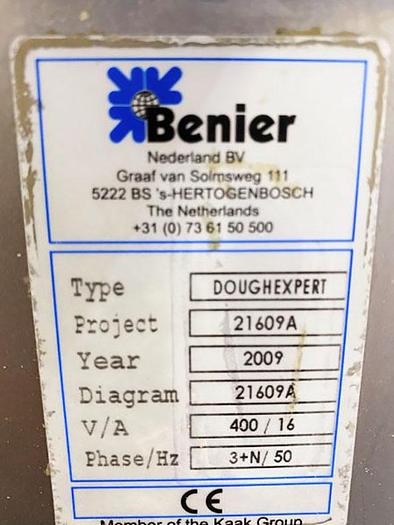 Benier
Nederland BV
Graaf van Solmsweg 111
5222 BS 's-HERTOGENBOSCH
The Netherlands
+31 (0) 73 61 50 500
Type DOUGHEXPERT
Project 21609A
Year 2009
Diagram 21609A
V/A 400 / 16
Phase/Hz 3+N/ 50
CE
Member of the Kaak Group